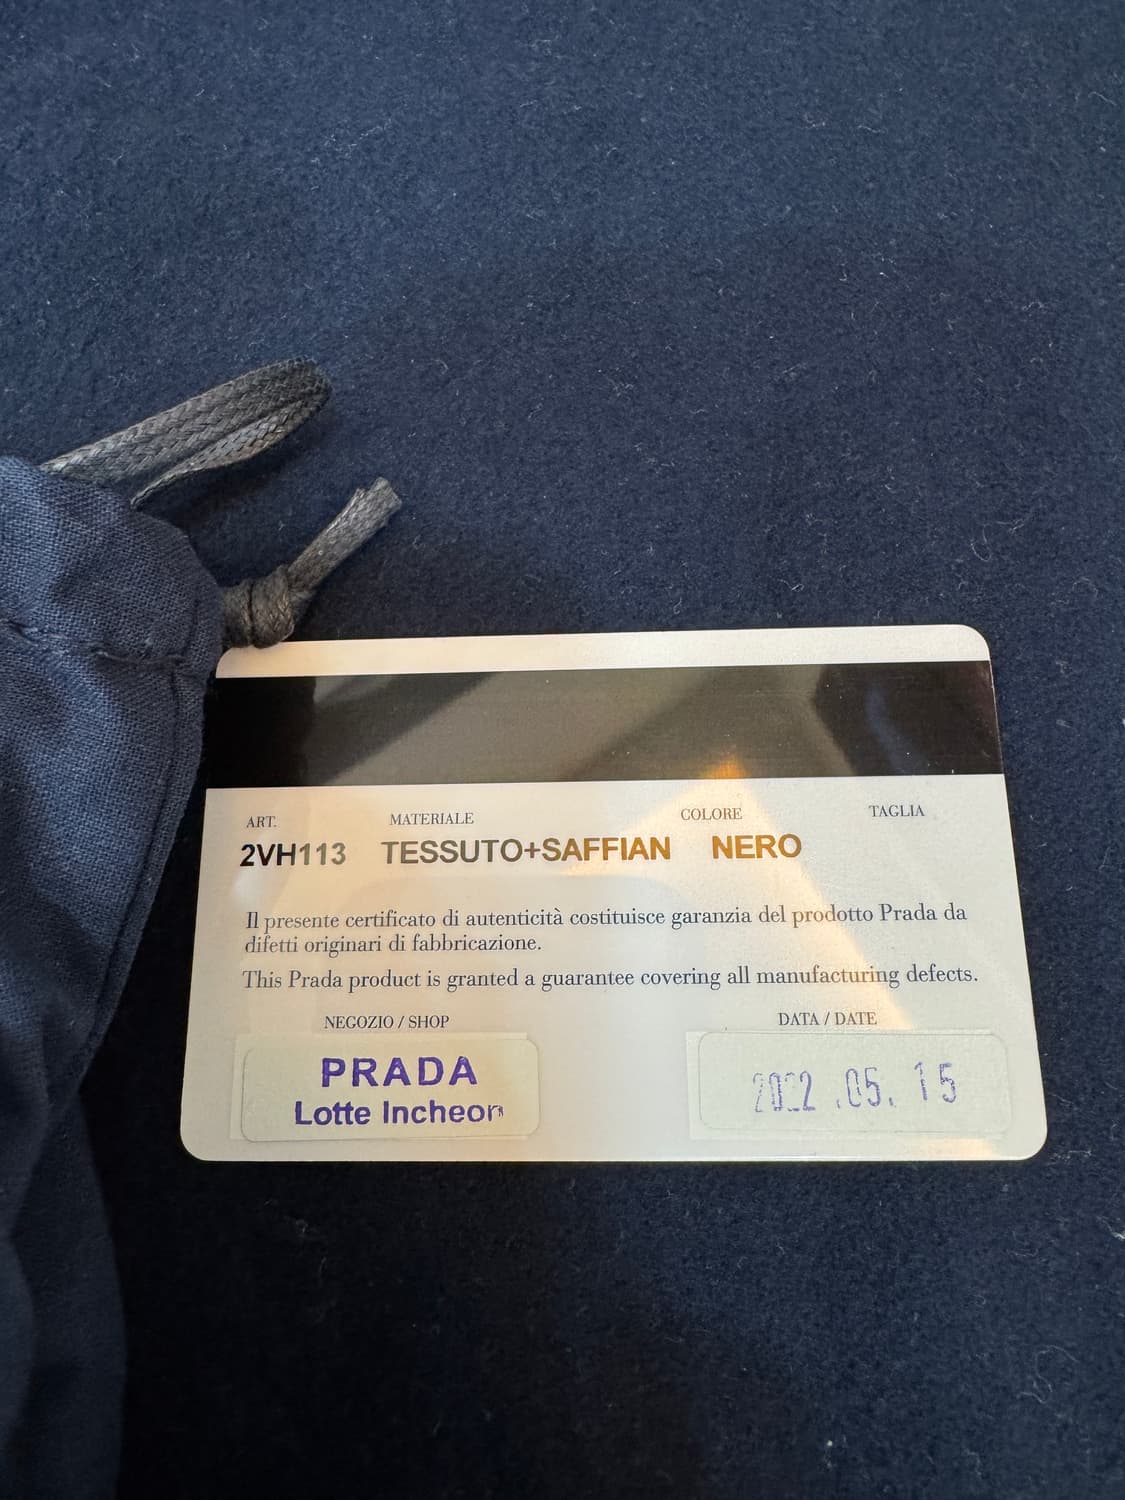 ART. MATERIALE COLORE TAGLIA
2VH113 TESSUTO+SAFFIAN NERO
Il presente certificato di autenticità costituisce garanzia del prodotto Prada da
difetti originari di fabbricazione.
This Prada product is granted a guarantee covering all manufacturing defects.
NEGOZIO / SHOP
PRADA
Lotte Incheon
DATA / DATE
2022.05.15